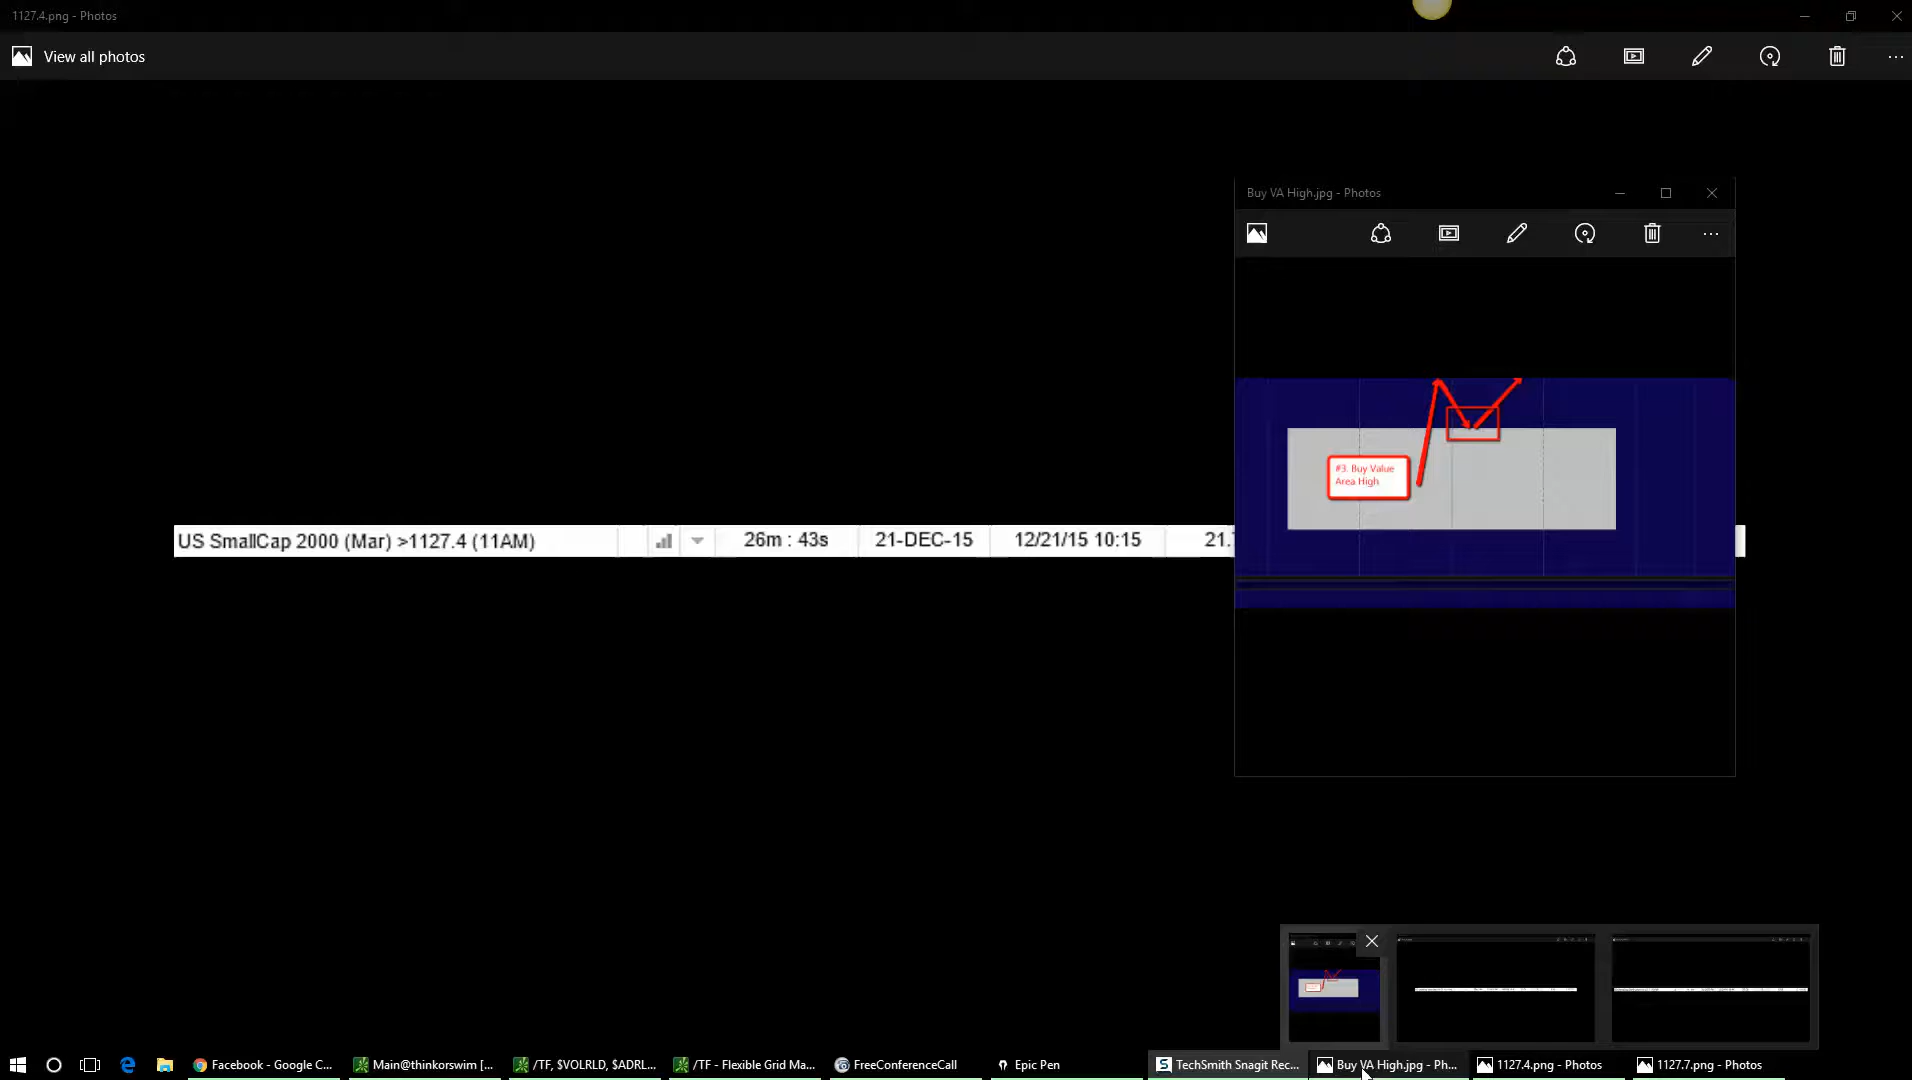 1127.4.png - Photos
View all photos
Buy VA High.jpg - Photos
#3. Buy Value
Area High
US SmallCap 2000 (Mar) >1127.4 (11AM) 26m : 43s 21-DEC-15 12/21/15 10:15 21.
Facebook - Google C... Main@thinkorswim [... /TF, $VOLRLD, $ADRL... /TF - Flexible Grid Ma... FreeConferenceCall Epic Pen TechSmith Snagit Rec... Buy VA High.jpg - Ph... 1127.4.png - Photos 1127.7.png - Photos